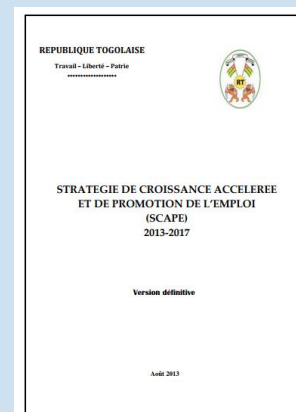 REPUBLIQUE TOGOLAISE
Travail – Liberté – Patrie
RT
STRATEGIE DE CROISSANCE ACCELEREE
ET DE PROMOTION DE L’EMPLOI
(SCAPE)
2013-2017
Version définitive
Août 2013